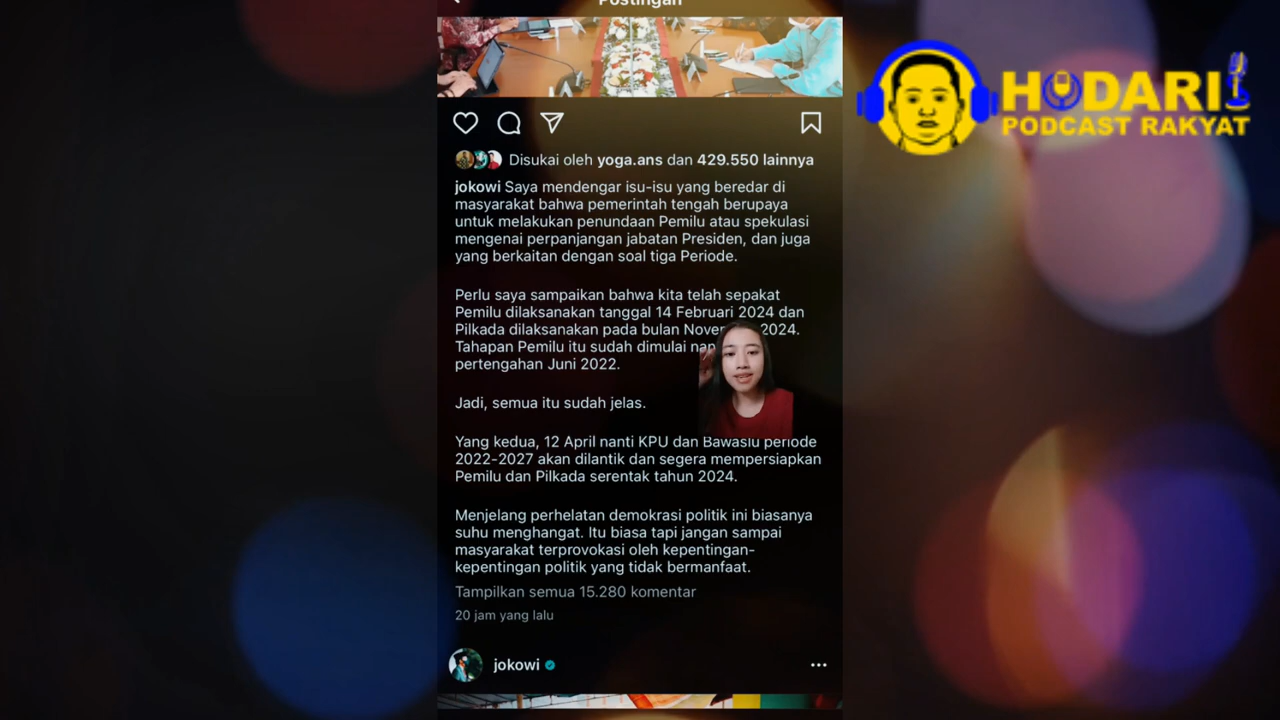 Postingan
HODARI
PODCAST RAKYAT
Disukai oleh yoga.ans dan 429.550 lainnya
jokowi Saya mendengar isu-isu yang beredar di
masyarakat bahwa pemerintah tengah berupaya
untuk melakukan penundaan Pemilu atau spekulasi
mengenai perpanjangan jabatan Presiden, dan juga
yang berkaitan dengan soal tiga Periode.
Perlu saya sampaikan bahwa kita telah sepakat
Pemilu dilaksanakan tanggal 14 Februari 2024 dan
Pilkada dilaksanakan pada bulan 2024.
Tahapan Pemilu itu sudah dimulai
pertengahan Juni 2022.
Jadi, semua itu sudah jelas.
Yang kedua, 12 April nanti KPU dan Bawaslu periode
2022-2027 akan dilantik dan segera mempersiapkan
Pemilu dan Pilkada serentak tahun 2024.
Menjelang perhelatan demokrasi politik ini biasanya
suhu menghangat. Itu biasa tapi jangan sampai
masyarakat terprovokasi oleh kepentingan-
kepentingan politik yang tidak bermanfaat.
Tampilkan semua 15.280 komentar
20 jam yang lalu
jokowi